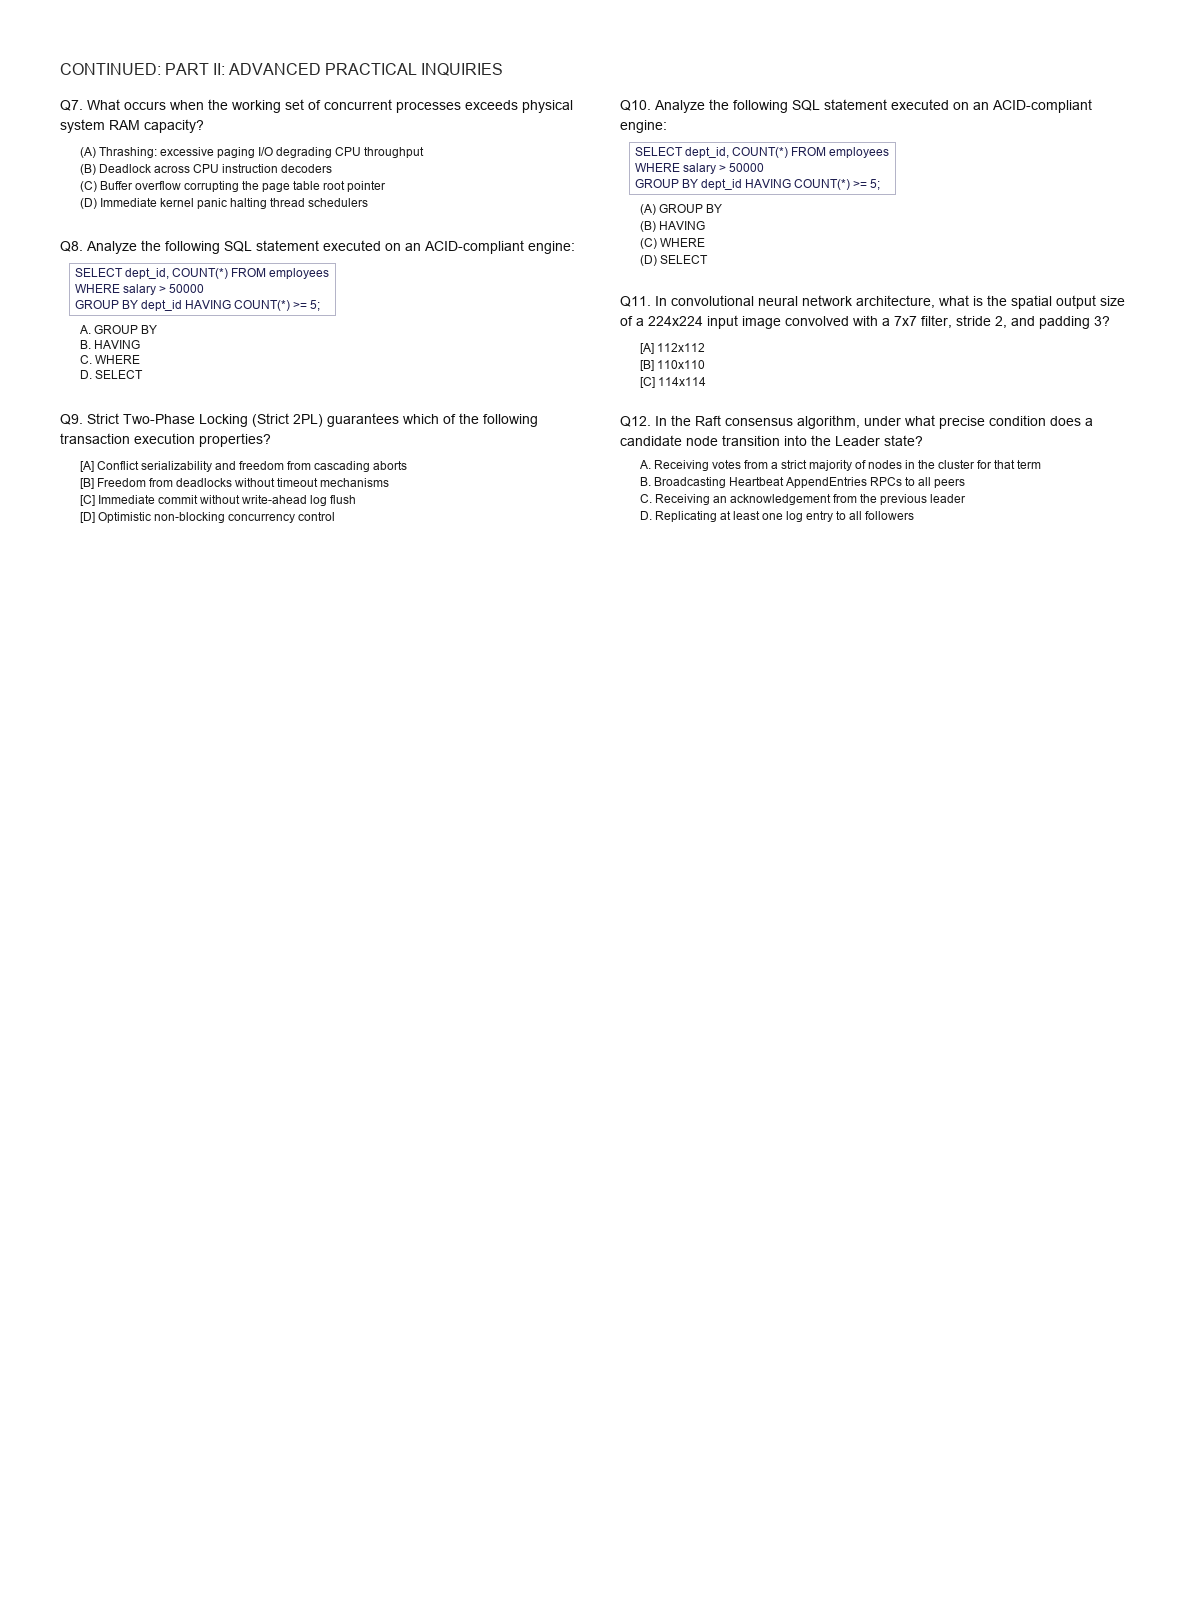 CONTINUED: PART II: ADVANCED PRACTICAL INQUIRIES
Q7. What occurs when the working set of concurrent processes exceeds physical
system RAM capacity?
(A) Thrashing: excessive paging I/O degrading CPU throughput
(B) Deadlock across CPU instruction decoders
(C) Buffer overflow corrupting the page table root pointer
(D) Immediate kernel panic halting thread schedulers
Q8. Analyze the following SQL statement executed on an ACID-compliant engine:
SELECT dept_id, COUNT(*) FROM employees
WHERE salary > 50000
GROUP BY dept_id HAVING COUNT(*) >= 5;
A. GROUP BY
B. HAVING
C. WHERE
D. SELECT
Q9. Strict Two-Phase Locking (Strict 2PL) guarantees which of the following
transaction execution properties?
[A] Conflict serializability and freedom from cascading aborts
[B] Freedom from deadlocks without timeout mechanisms
[C] Immediate commit without write-ahead log flush
[D] Optimistic non-blocking concurrency control
Q10. Analyze the following SQL statement executed on an ACID-compliant
engine:
SELECT dept_id, COUNT(*) FROM employees
WHERE salary > 50000
GROUP BY dept_id HAVING COUNT(*) >= 5;
(A) GROUP BY
(B) HAVING
(C) WHERE
(D) SELECT
Q11. In convolutional neural network architecture, what is the spatial output size
of a 224x224 input image convolved with a 7x7 filter, stride 2, and padding 3?
[A] 112x112
[B] 110x110
[C] 114x114
Q12. In the Raft consensus algorithm, under what precise condition does a
candidate node transition into the Leader state?
A. Receiving votes from a strict majority of nodes in the cluster for that term
B. Broadcasting Heartbeat AppendEntries RPCs to all peers
C. Receiving an acknowledgement from the previous leader
D. Replicating at least one log entry to all followers